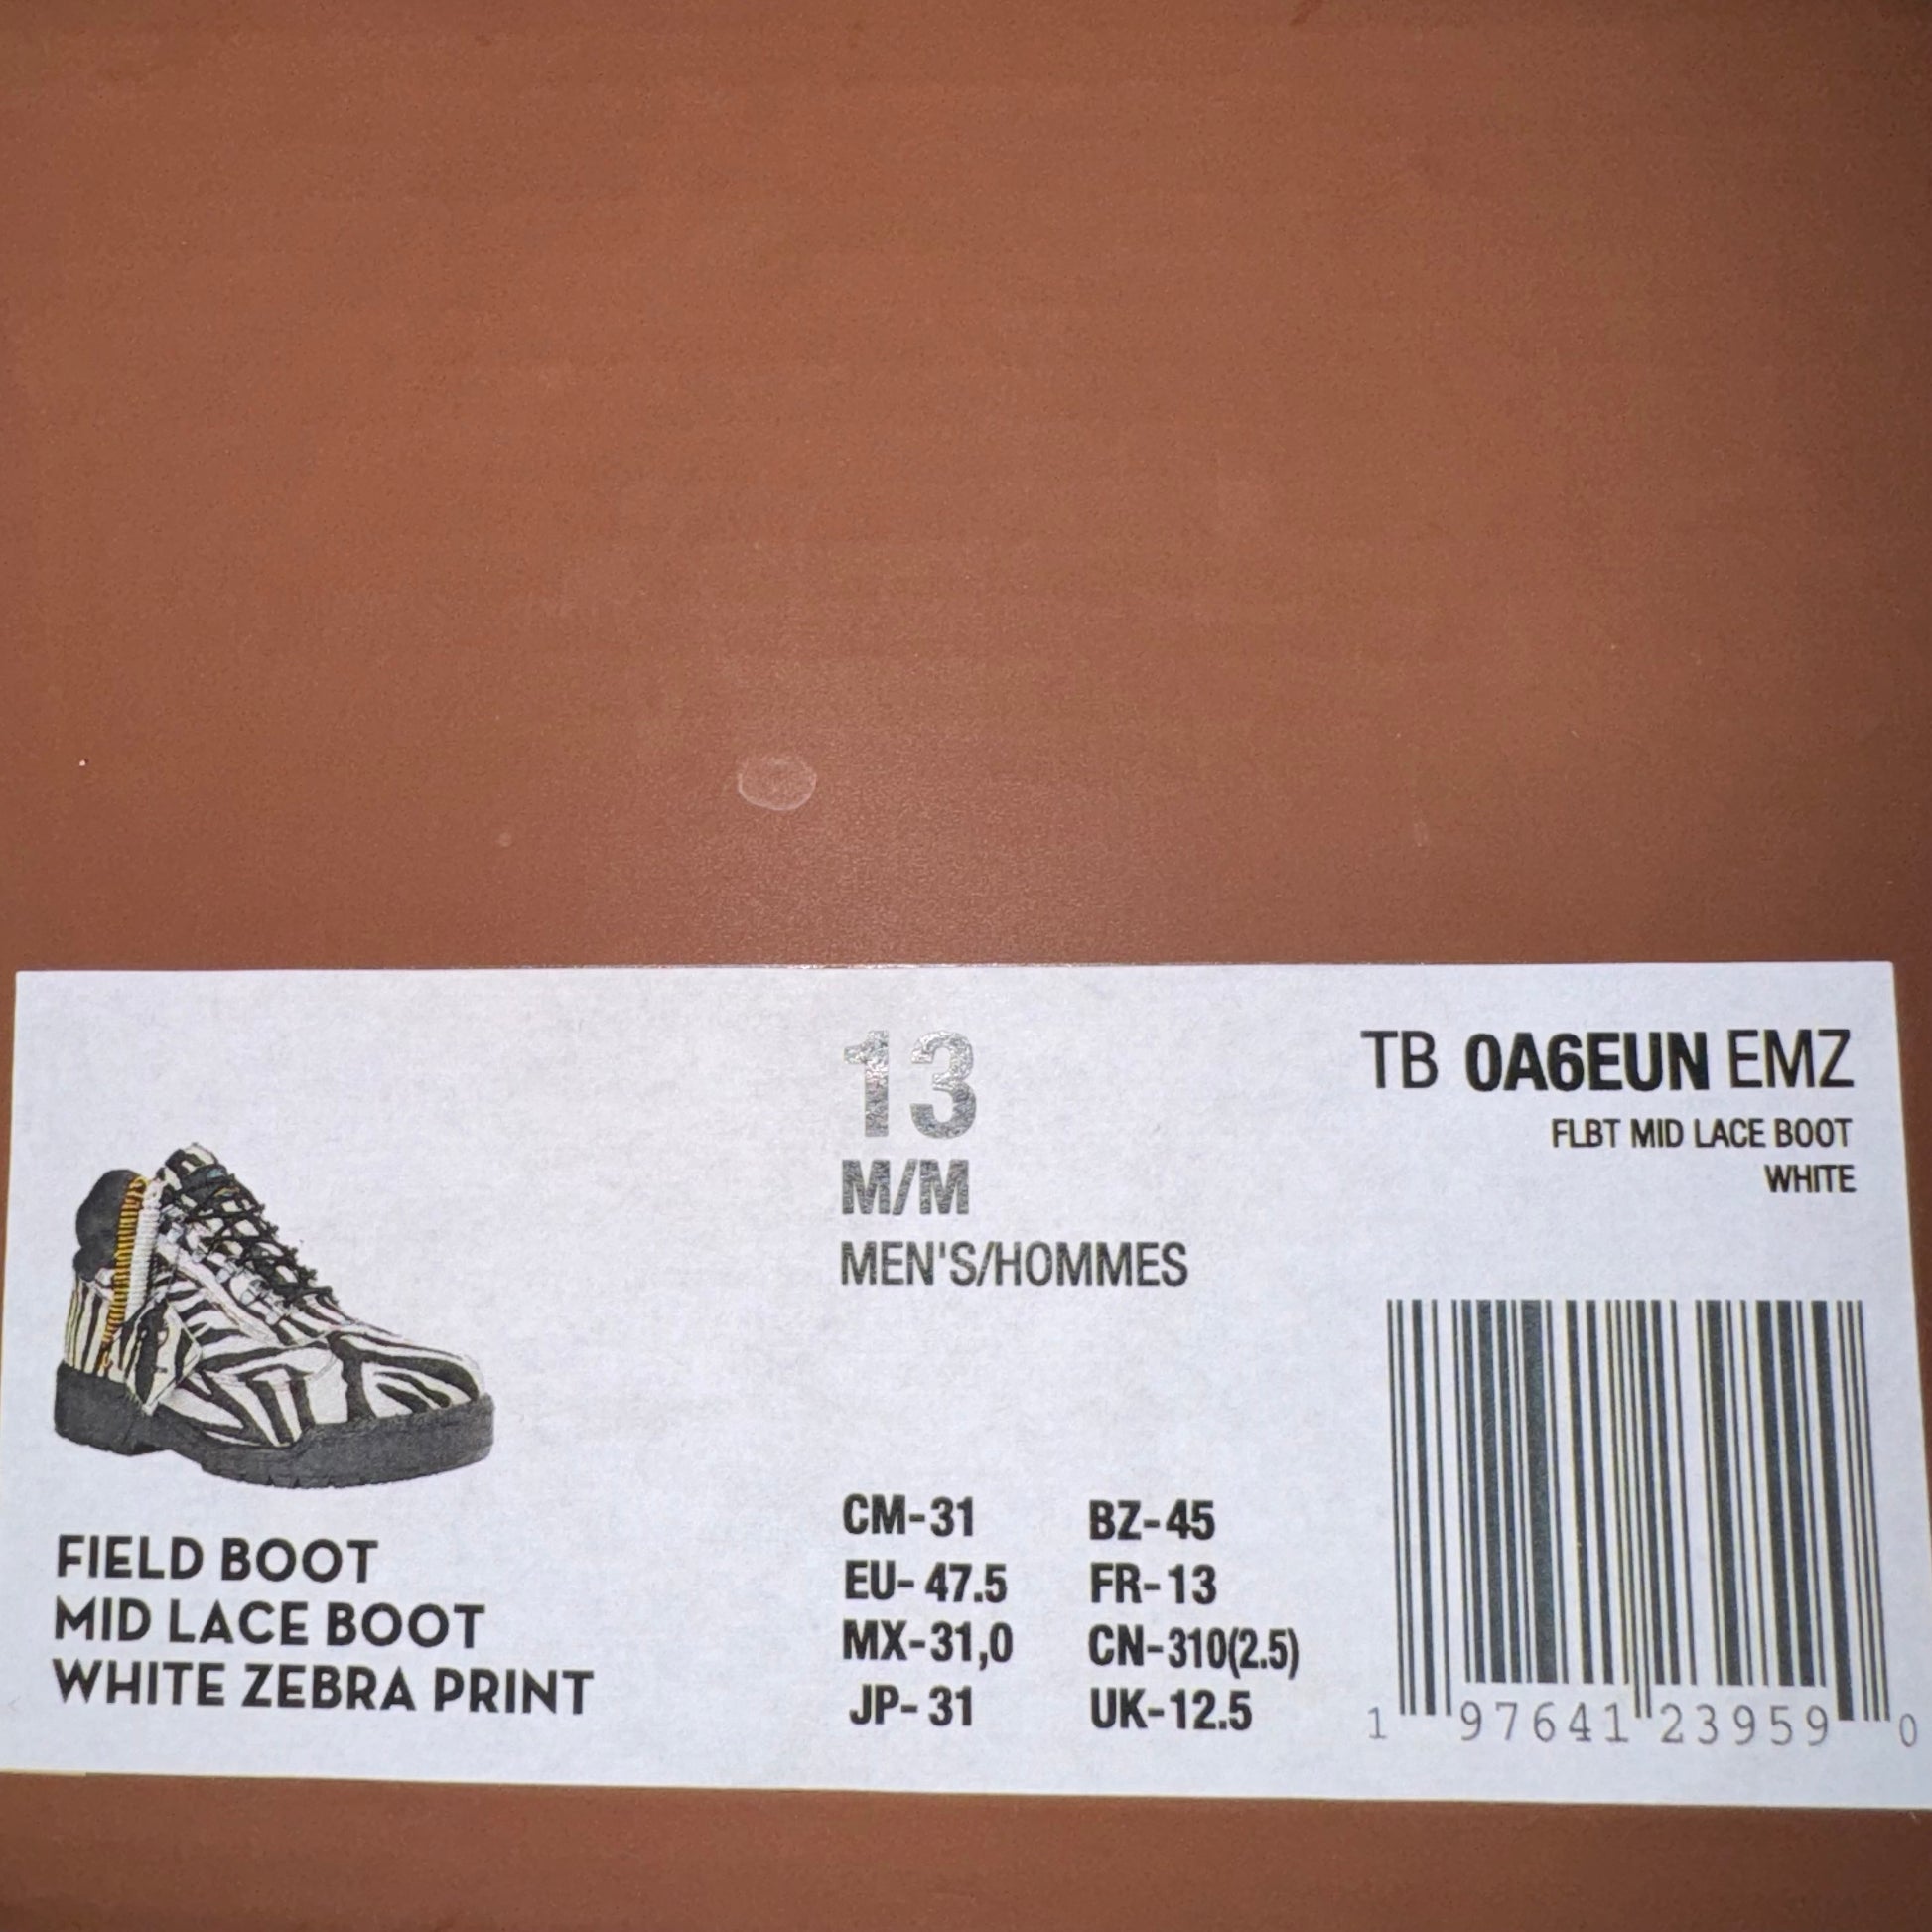 13
M/M
MEN'S/HOMMES
TB 0A6EUN EMZ
FLBT MID LACE BOOT
WHITE
FIELD BOOT
MID LACE BOOT
WHITE ZEBRA PRINT
CM-31 BZ-45
EU-47.5 FR-13
MX-31,0 CN-310(2.5)
JP-31 UK-12.5
1 97641 23959 0